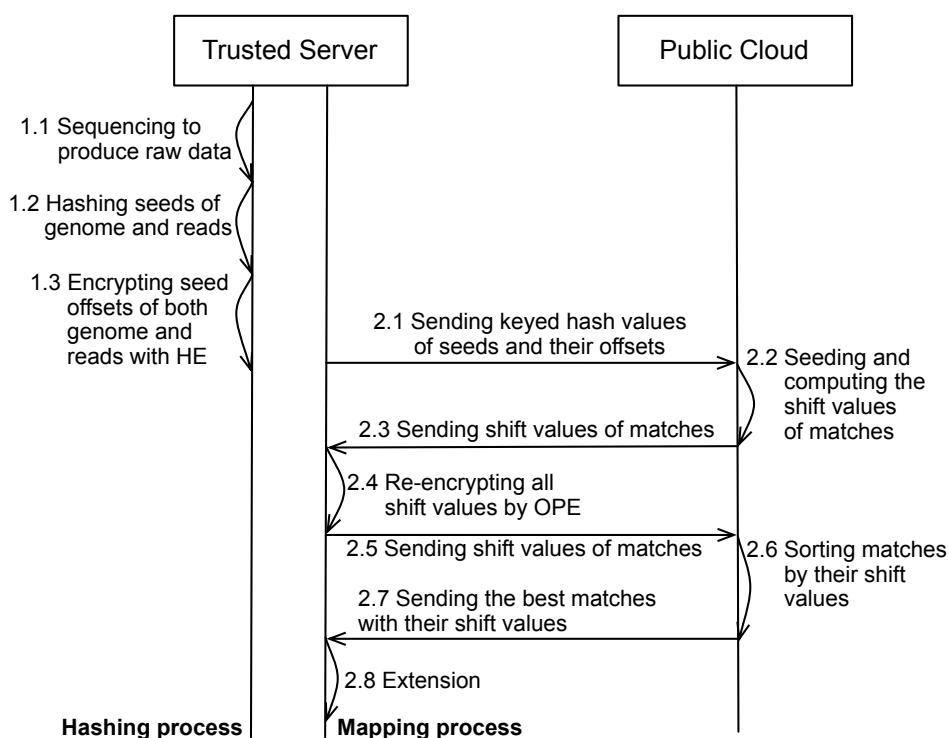 Trusted Server
Public Cloud
1.1 Sequencing to
produce raw data
1.2 Hashing seeds of
genome and reads
1.3 Encrypting seed
offsets of both
genome and
reads with HE
2.1 Sending keyed hash values
of seeds and their offsets
2.2 Seeding and
computing the
shift values
of matches
2.3 Sending shift values of matches
2.4 Re-encrypting all
shift values by OPE
2.5 Sending shift values of matches
2.6 Sorting matches
by their shift
values
2.7 Sending the best matches
with their shift values
2.8 Extension
Hashing process
Mapping process